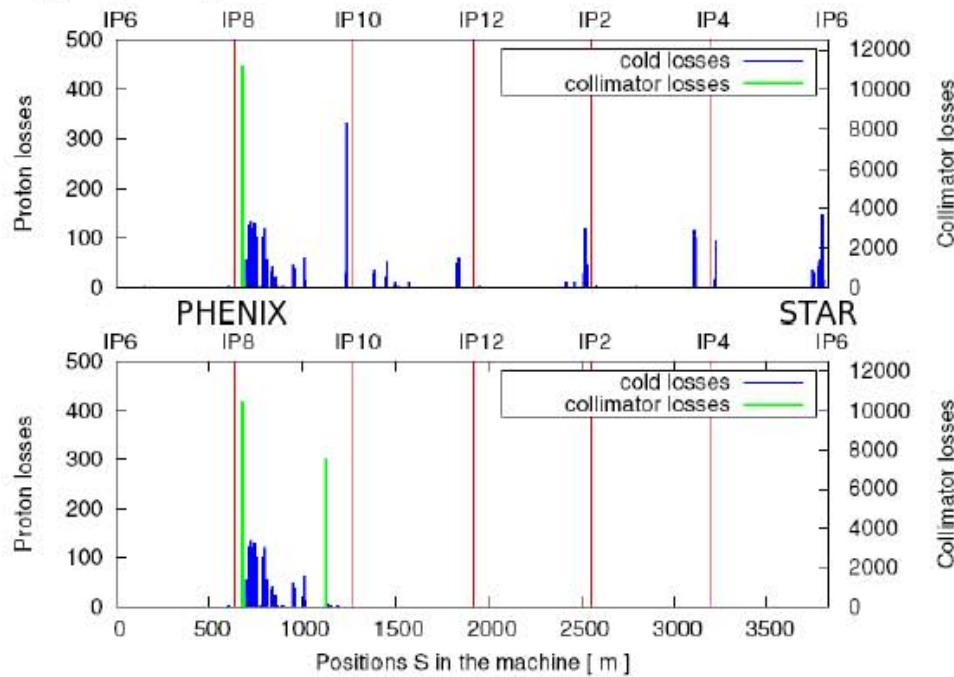 IP6 IP8 IP10 IP12 IP2 IP4 IP6
500 12000
cold losses
collimator losses
400 10000
300 8000
6000
200 4000
100 2000
0 0
Proton losses
Collimator losses
PHENIX STAR
IP6 IP8 IP10 IP12 IP2 IP4 IP6
500 12000
cold losses
collimator losses
400 10000
300 8000
6000
200 4000
100 2000
0 0
Proton losses
Collimator losses
0 500 1000 1500 2000 2500 3000 3500
Positions S in the machine [ m ]